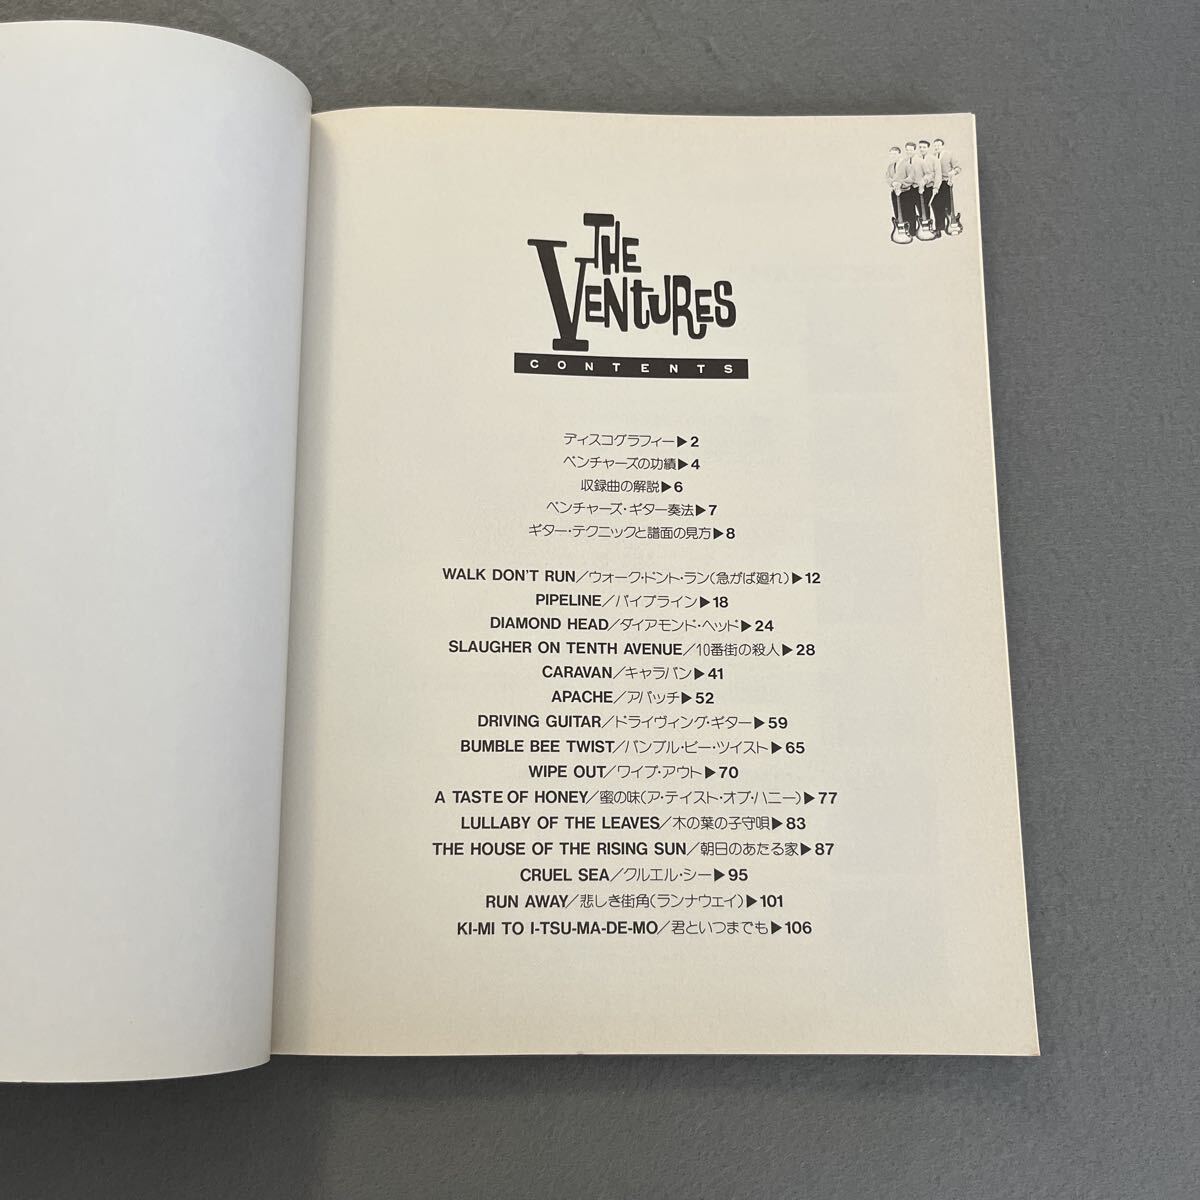 THE
VENTURES
CONTENTS
ディスコグラフィー▶2
ベンチャーズの功績▶4
収録曲の解説▶6
ベンチャーズ・ギター奏法▶7
ギター・テクニックと譜面の見方▶8
WALK DON'T RUN／ウォーク・ドント・ラン（急がば廻れ）▶12
PIPELINE／パイプライン▶18
DIAMOND HEAD／ダイアモンド・ヘッド▶24
SLAUGHER ON TENTH AVENUE／10番街の殺人▶28
CARAVAN／キャラバン▶41
APACHE／アパッチ▶52
DRIVING GUITAR／ドライヴィング・ギター▶59
BUMBLE BEE TWIST／バンブル・ビー・ツイスト▶65
WIPE OUT／ワイプ・アウト▶70
A TASTE OF HONEY／蜜の味（ア・テイスト・オブ・ハニー）▶77
LULLABY OF THE LEAVES／木の葉の子守唄▶83
THE HOUSE OF THE RISING SUN／朝日のあたる家▶87
CRUEL SEA／クルエル・シー▶95
RUN AWAY／悲しき街角（ランナウェイ）▶101
KI-MI TO I-TSU-MA-DE-MO／君といつまでも▶106